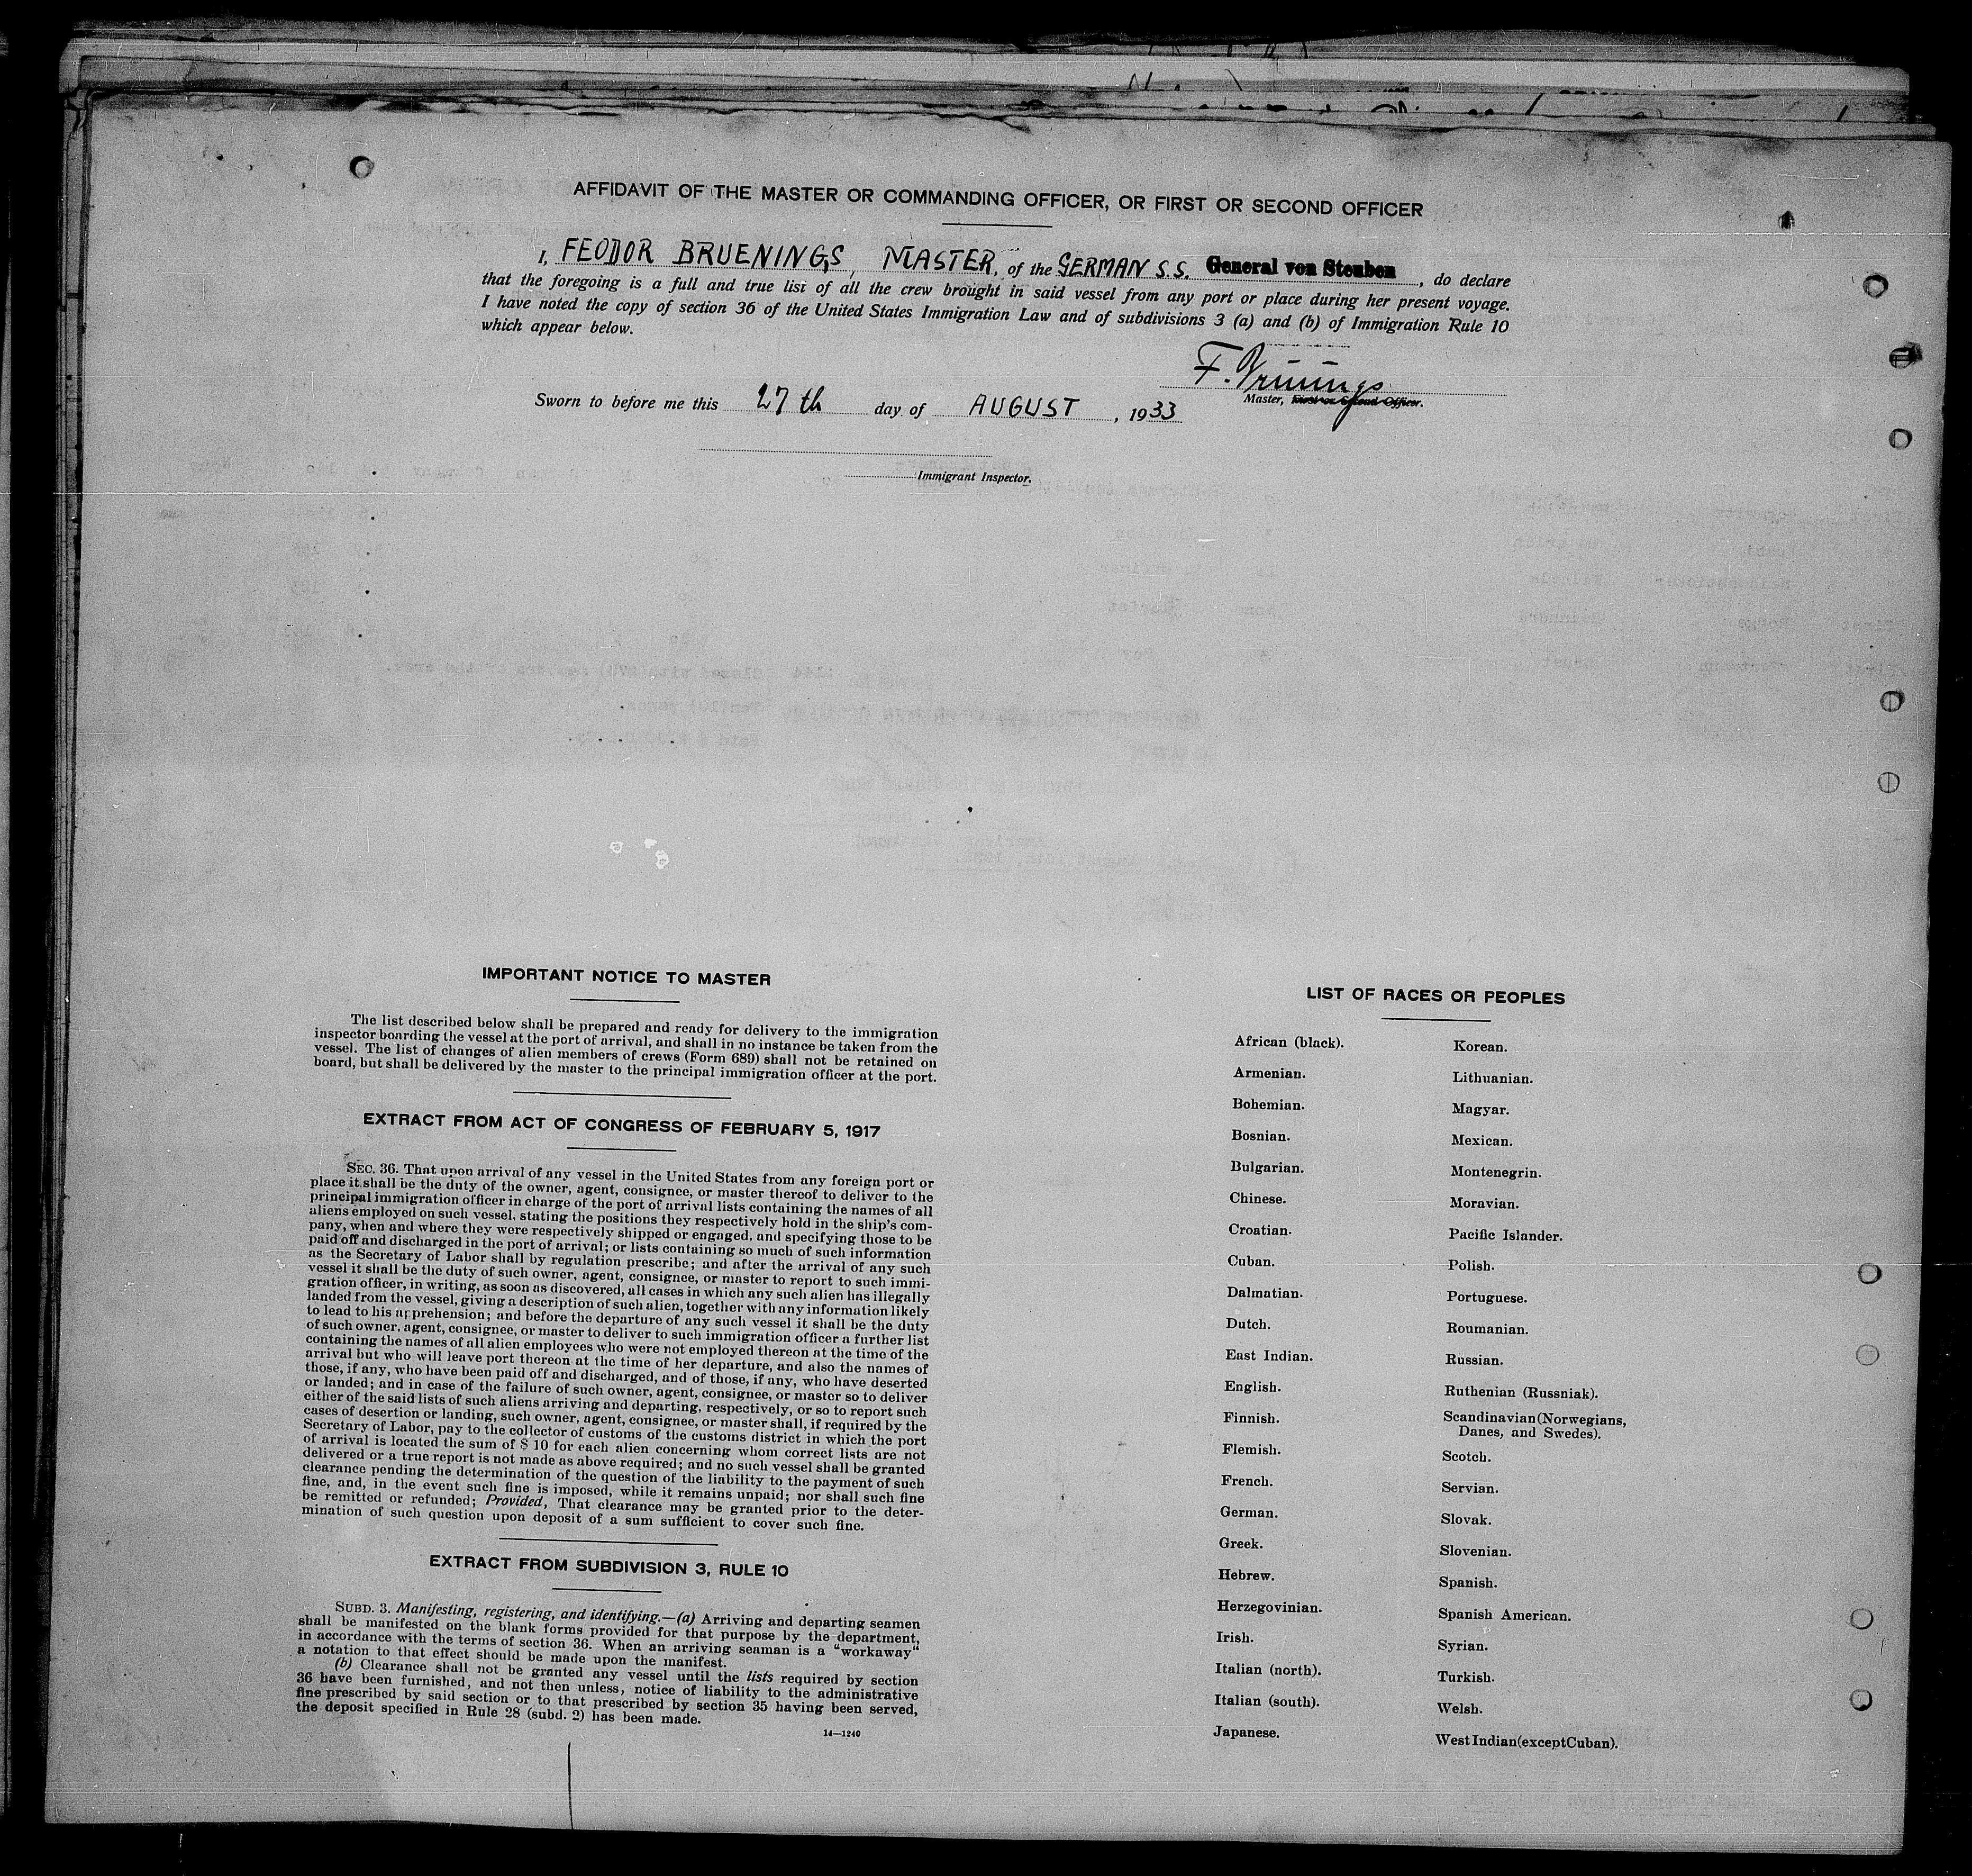 AFFIDAVIT OF THE MASTER OR COMMANDING OFFICER, OR FIRST OR SECOND OFFICER
I, FEODOR BRUENINGS, MASTER, of the GERMAN S.S. General von Steuben, do declare
that the foregoing is a full and true list of all the crew brought in said vessel from any port or place during her present voyage.
I have noted the copy of section 36 of the United States Immigration Law and of subdivisions 3 (a) and (b) of Immigration Rule 10
which appear below.
F. Brünings
Master, First or Second Officer.
Sworn to before me this 27th day of AUGUST, 1933
Immigrant Inspector.
IMPORTANT NOTICE TO MASTER
The list described below shall be prepared and ready for delivery to the immigration
inspector boarding the vessel at the port of arrival, and shall in no instance be taken from the
vessel. The list of changes of alien members of crews (Form 689) shall not be retained on
board, but shall be delivered by the master to the principal immigration officer at the port.
EXTRACT FROM ACT OF CONGRESS OF FEBRUARY 5, 1917
SEC. 36. That upon arrival of any vessel in the United States from any foreign port or
place it shall be the duty of the owner, agent, consignee, or master thereof to deliver to the
principal immigration officer in charge of the port of arrival lists containing the names of all
aliens employed on such vessel, stating the positions they respectively hold in the ship's com-
pany, when and where they were respectively shipped or engaged, and specifying those to be
paid off and discharged in the port of arrival; or lists containing so much of such information
as the Secretary of Labor shall by regulation prescribe; and after the arrival of any such
vessel it shall be the duty of such owner, agent, consignee, or master to report to such immi-
gration officer, in writing, as soon as discovered, all cases in which any such alien has illegally
landed from the vessel, giving a description of such alien, together with any information likely
to lead to his apprehension; and before the departure of any such vessel it shall be the duty
of such owner, agent, consignee, or master to deliver to such immigration officer a further list
containing the names of all alien employees who were not employed thereon at the time of the
arrival but who will leave port thereon at the time of her departure, and also the names of
those, if any, who have been paid off and discharged, and of those, if any, who have deserted
or landed; and in case of the failure of such owner, agent, consignee, or master so to deliver
either of the said lists of such aliens arriving and departing, respectively, or so to report such
cases of desertion or landing, such owner, agent, consignee, or master shall, if required by the
Secretary of Labor, pay to the collector of customs of the customs district in which the port
of arrival is located the sum of $ 10 for each alien concerning whom correct lists are not
delivered or a true report is not made as above required; and no such vessel shall be granted
clearance pending the determination of the question of the liability to the payment of such
fine, and, in the event such fine is imposed, while it remains unpaid; nor shall such fine
be remitted or refunded; Provided, That clearance may be granted prior to the deter-
mination of such question upon deposit of a sum sufficient to cover such fine.
EXTRACT FROM SUBDIVISION 3, RULE 10
SUBD. 3. Manifesting, registering, and identifying.—(a) Arriving and departing seamen
shall be manifested on the blank forms provided for that purpose by the department,
in accordance with the terms of section 36. When an arriving seaman is a "workaway"
a notation to that effect should be made upon the manifest.
(b) Clearance shall not be granted any vessel until the lists required by section
36 have been furnished, and not then unless, notice of liability to the administrative
fine prescribed by said section or to that prescribed by section 35 having been served,
the deposit specified in Rule 28 (subd. 2) has been made.
14—1240
LIST OF RACES OR PEOPLES
African (black).
Armenian.
Bohemian.
Bosnian.
Bulgarian.
Chinese.
Croatian.
Cuban.
Dalmatian.
Dutch.
East Indian.
English.
Finnish.
Flemish.
French.
German.
Greek.
Hebrew.
Herzegovinian.
Irish.
Italian (north).
Italian (south).
Japanese.
Korean.
Lithuanian.
Magyar.
Mexican.
Montenegrin.
Moravian.
Pacific Islander.
Polish.
Portuguese.
Roumanian.
Russian.
Ruthenian (Russniak).
Scandinavian (Norwegians,
Danes, and Swedes).
Scotch.
Servian.
Slovak.
Slovenian.
Spanish.
Spanish American.
Syrian.
Turkish.
Welsh.
West Indian (except Cuban).